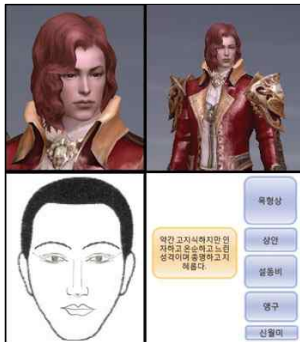 목형상
상안
약간 고지식하지만 인
자하고 온순하고 느린
성격이며 총명하고 지
혜롭다.
설동비
앵구
신월미